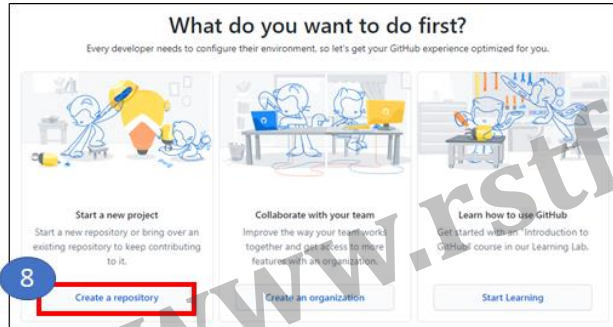 What do you want to do first?
Every developer needs to configure their environment, so let's get your GitHub experience optimized for you.
Start a new project
Start a new repository or bring over an
existing repository to keep contributing
to it.
8
Create a repository
Collaborate with your team
Improve the way your team works
together and get access to more
features with an organization.
Create an organization
Learn how to use GitHub
Get started with an "Introduction to
GitHub" course in our Learning Lab.
Start Learning
www.rstf